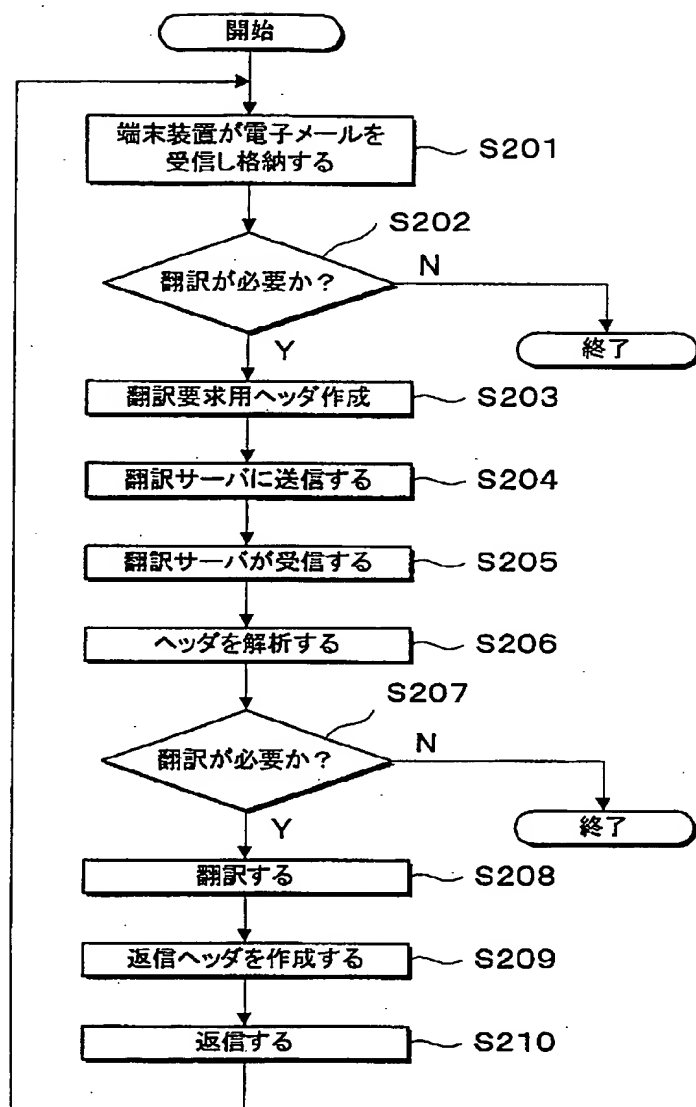 開始
端末装置が電子メールを
受信し格納する
S201
S202
翻訳が必要か？
N
終了
Y
翻訳要求用ヘッダ作成
S203
翻訳サーバに送信する
S204
翻訳サーバが受信する
S205
ヘッダを解析する
S206
S207
翻訳が必要か？
N
終了
Y
翻訳する
S208
返信ヘッダを作成する
S209
返信する
S210